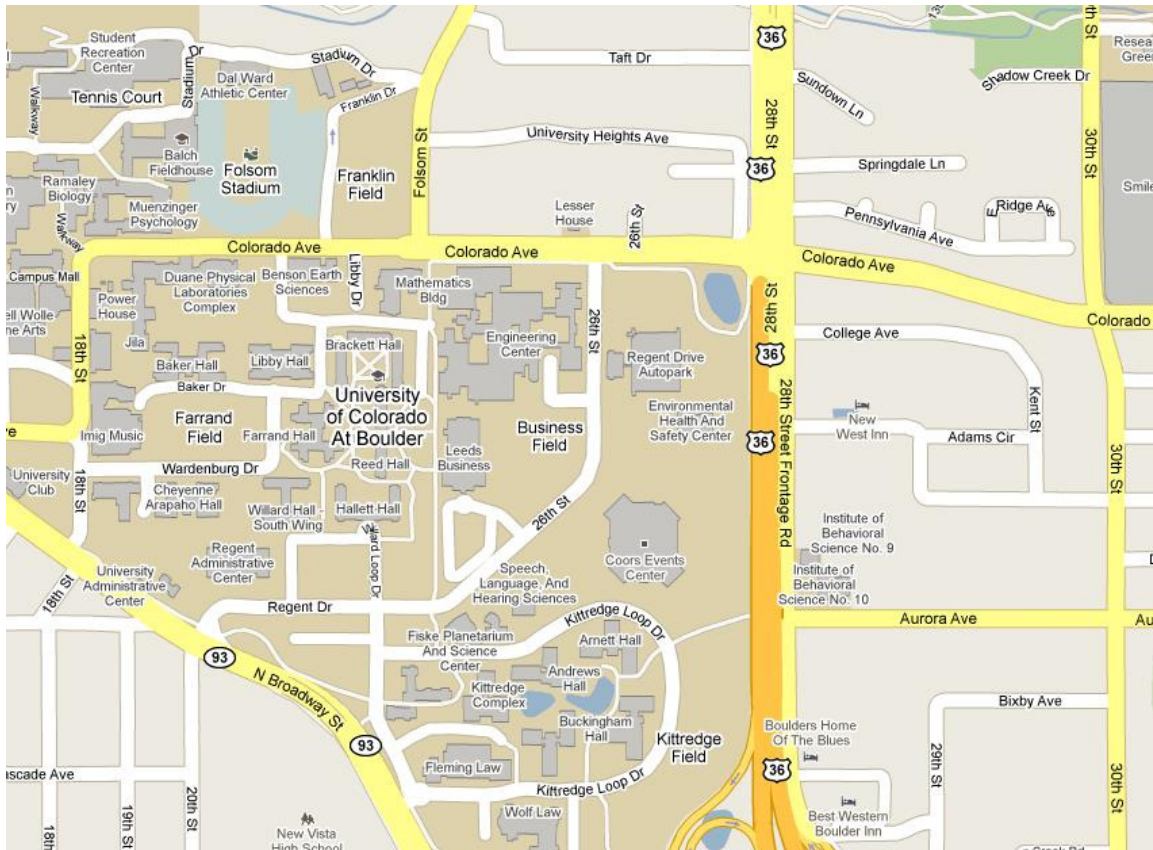 Student
Recreation
Center
Stadium Dr
Stadium Dr
Dal Ward
Athletic Center
Tennis Court
Walkway
Franklin Dr
Folsom St
Taft Dr
36
28th St
Sundown Ln
Shadow Creek Dr
30th St
30th St
Green
University Heights Ave
36
Springdale Ln
Balch
Fieldhouse
Folsom
Stadium
Franklin
Field
Ramaley
Biology
Muenzinger
Psychology
Walkway
Lesser
House
26th St
Pennsylvania Ave
E
Ridge Ave
Smile
Colorado Ave
Colorado Ave
Colorado Ave
Colorado
Campus Mall
Duane Physical
Laboratories
Complex
Benson Earth
Sciences
Libby Dr
Mathematics
Bldg
Power
House
Jila
18th St
Baker Hall
Libby Hall
Brackett Hall
Engineering
Center
26th St
Regent Drive
Autopark
28th St
36
College Ave
Kent St
Baker Dr
University
of Colorado
At Boulder
Farrand
Field
Farrand Hall
Imig Music
Reed Hall
Leeds
Business
Business
Field
Environmental
Health And
Safety Center
36
28th Street Frontage Rd
New
West Inn
Adams Cir
30th St
Wardenburg Dr
18th St
University
Club
Cheyenne
Arapaho Hall
Willard Hall -
South Wing
Hallett Hall
26th St
Coors Events
Center
Institute of
Behavioral
Science No. 9
Institute of
Behavioral
Science No. 10
Regent
Administrative
Center
University
Administrative
Center
18th St
Regent Dr
Speech,
Language, And
Hearing Sciences
Aurora Ave
Au
Fiske Planetarium
And Science
Center
Kittredge Loop Dr
Arnett Hall
Andrews
Hall
Kittredge
Complex
Buckingham
Hall
Kittredge
Field
93
N Broadway St
93
Bixby Ave
Boulders Home
Of The Blues
36
29th St
30th St
Fleming Law
Kittredge Loop Dr
Wolf Law
Best Western
Boulder Inn
18th St
19th St
20th St
New Vista
High School